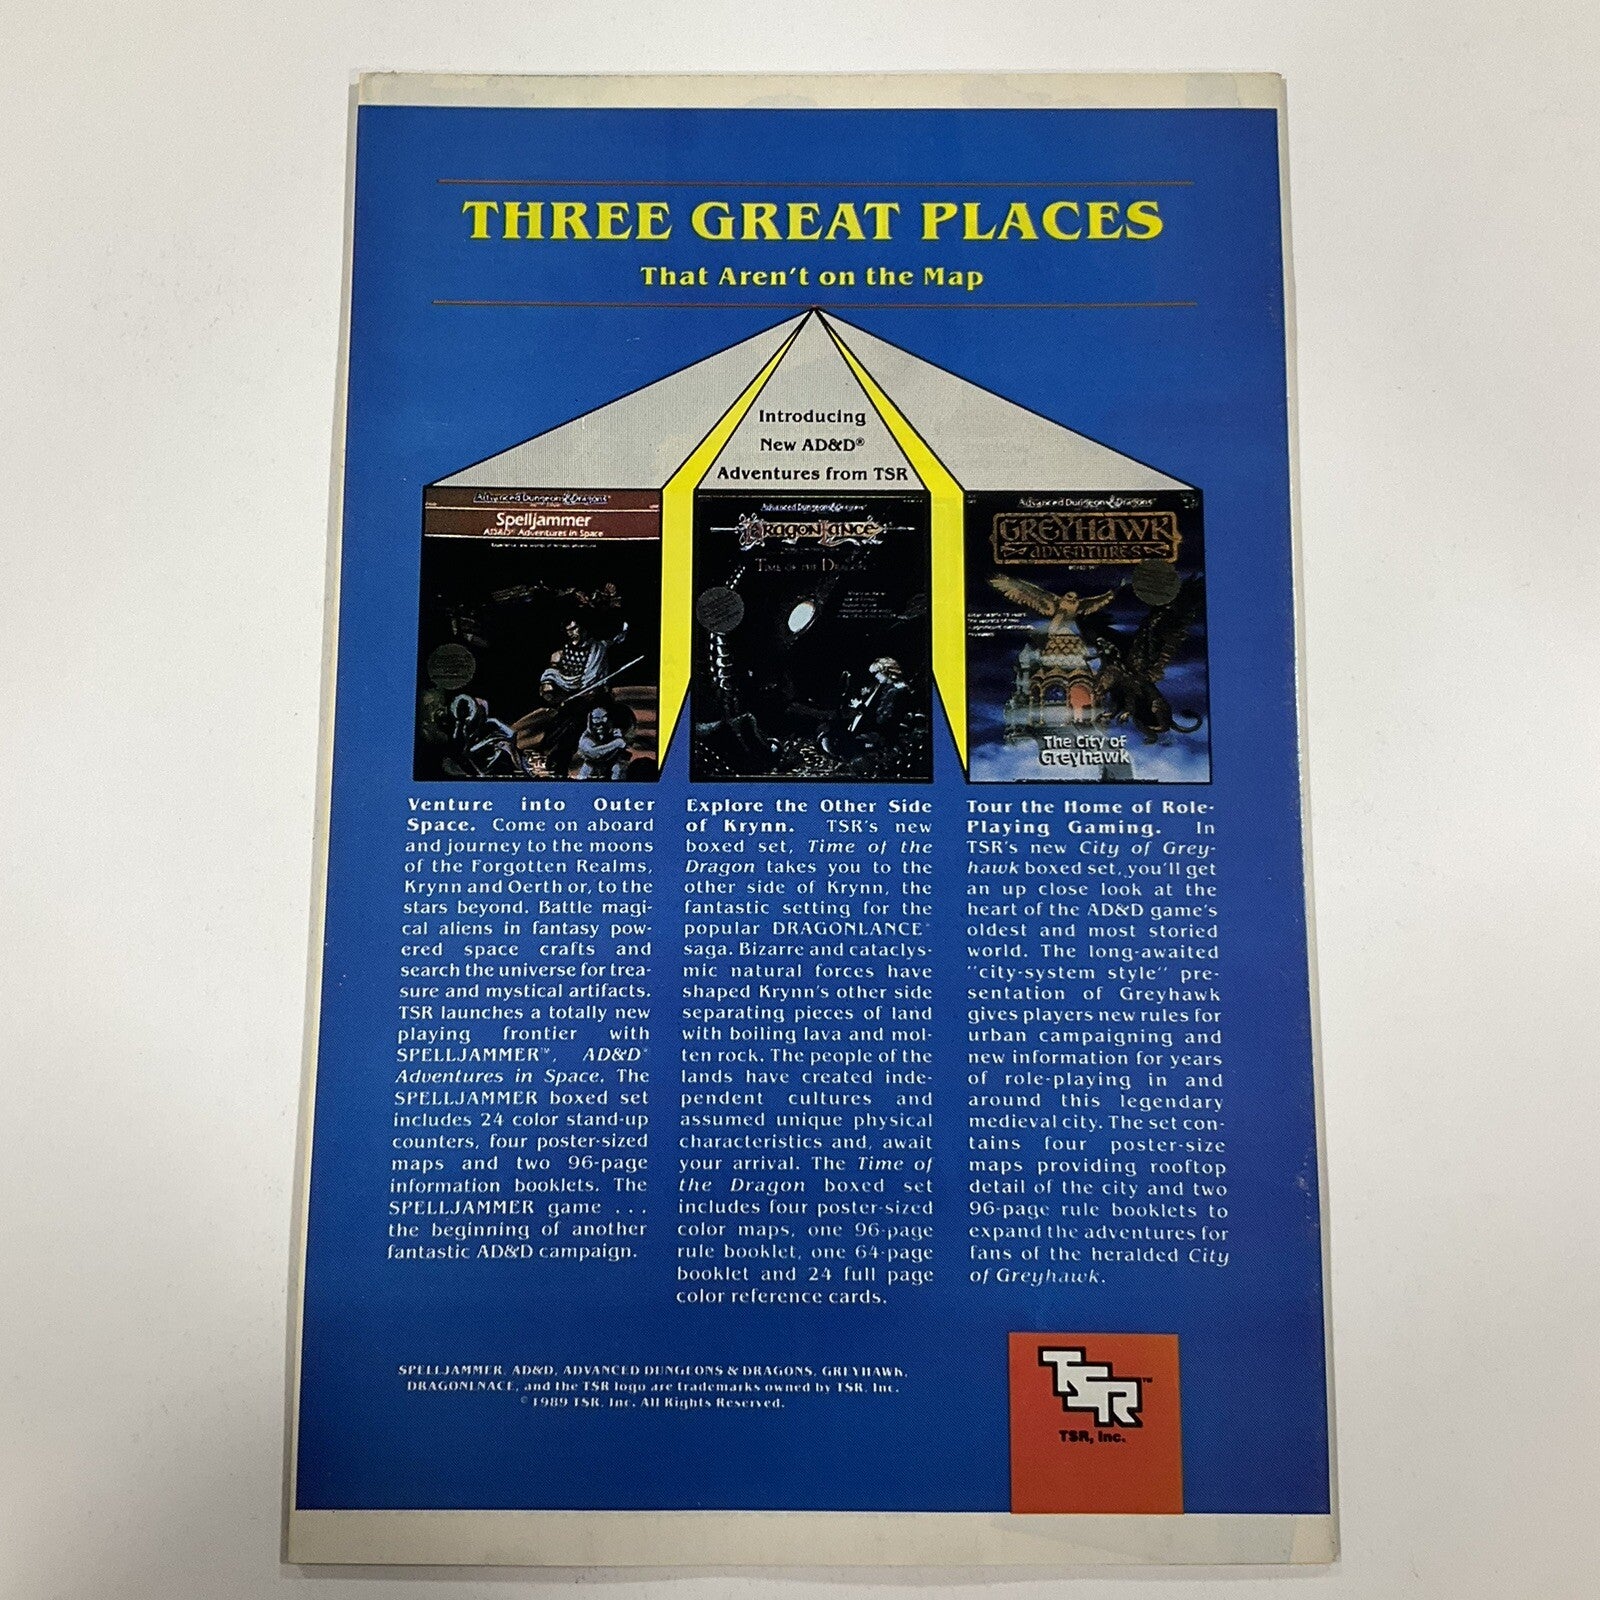 THREE GREAT PLACES
That Aren't on the Map
Introducing
New AD&D®
Adventures from TSR
Advanced Dungeons & Dragons
Spelljammer
AD&D® Adventures in Space
Advanced Dungeons & Dragons
DRAGONLANCE
TIME OF THE DRAGON
Advanced Dungeons & Dragons
GREYHAWK
ADVENTURES
The City of
Greyhawk
Venture into Outer
Space. Come on aboard
and journey to the moons
of the Forgotten Realms,
Krynn and Oerth or, to the
stars beyond. Battle magi-
cal aliens in fantasy pow-
ered space crafts and
search the universe for trea-
sure and mystical artifacts.
TSR launches a totally new
playing frontier with
SPELLJAMMER™, AD&D®
Adventures in Space. The
SPELLJAMMER boxed set
includes 24 color stand-up
counters, four poster-sized
maps and two 96-page
information booklets. The
SPELLJAMMER game . . .
the beginning of another
fantastic AD&D campaign.
Explore the Other Side
of Krynn. TSR's new
boxed set, Time of the
Dragon takes you to the
other side of Krynn, the
fantastic setting for the
popular DRAGONLANCE®
saga. Bizarre and cataclys-
mic natural forces have
shaped Krynn's other side
separating pieces of land
with boiling lava and mol-
ten rock. The people of the
lands have created inde-
pendent cultures and
assumed unique physical
characteristics and, await
your arrival. The Time of
the Dragon boxed set
includes four poster-sized
color maps, one 96-page
rule booklet, one 64-page
booklet and 24 full page
color reference cards.
Tour the Home of Role-
Playing Gaming. In
TSR's new City of Grey-
hawk boxed set, you'll get
an up close look at the
heart of the AD&D game's
oldest and most storied
world. The long-awaited
"city-system style" pre-
sentation of Greyhawk
gives players new rules for
urban campaigning and
new information for years
of role-playing in and
around this legendary
medieval city. The set con-
tains four poster-size
maps providing rooftop
detail of the city and two
96-page rule booklets to
expand the adventures for
fans of the heralded City
of Greyhawk.
SPELLJAMMER, AD&D, ADVANCED DUNGEONS & DRAGONS, GREYHAWK,
DRAGONLNACE, and the TSR logo are trademarks owned by TSR, Inc.
©1989 TSR, Inc. All Rights Reserved.
TSR™
TSR, Inc.